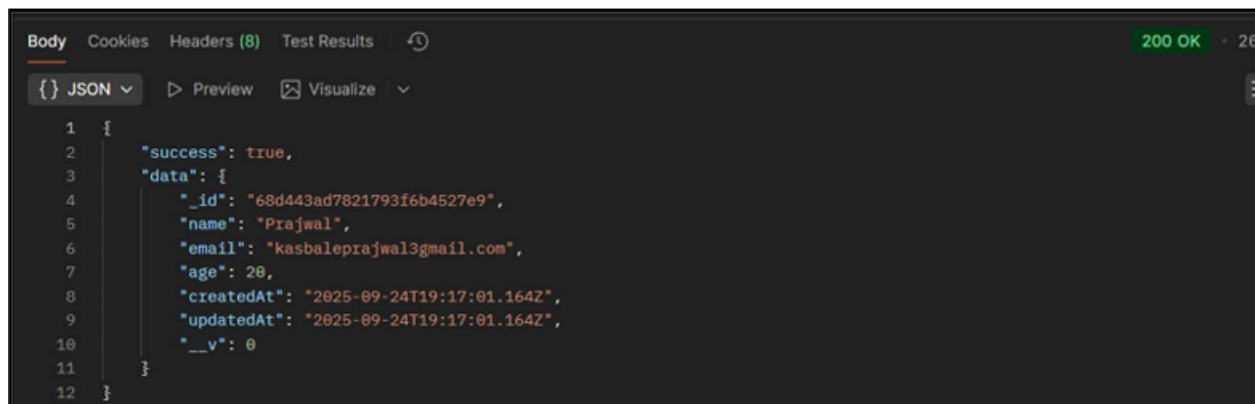 Body Cookies Headers (8) Test Results
200 OK • 26
{} JSON Preview Visualize
1 {
2 "success": true,
3 "data": {
4 "_id": "68d443ad7821793f6b4527e9",
5 "name": "Prajwal",
6 "email": "kasbaleprajwal3gmail.com",
7 "age": 20,
8 "createdAt": "2025-09-24T19:17:01.164Z",
9 "updatedAt": "2025-09-24T19:17:01.164Z",
10 "__v": 0
11 }
12 }